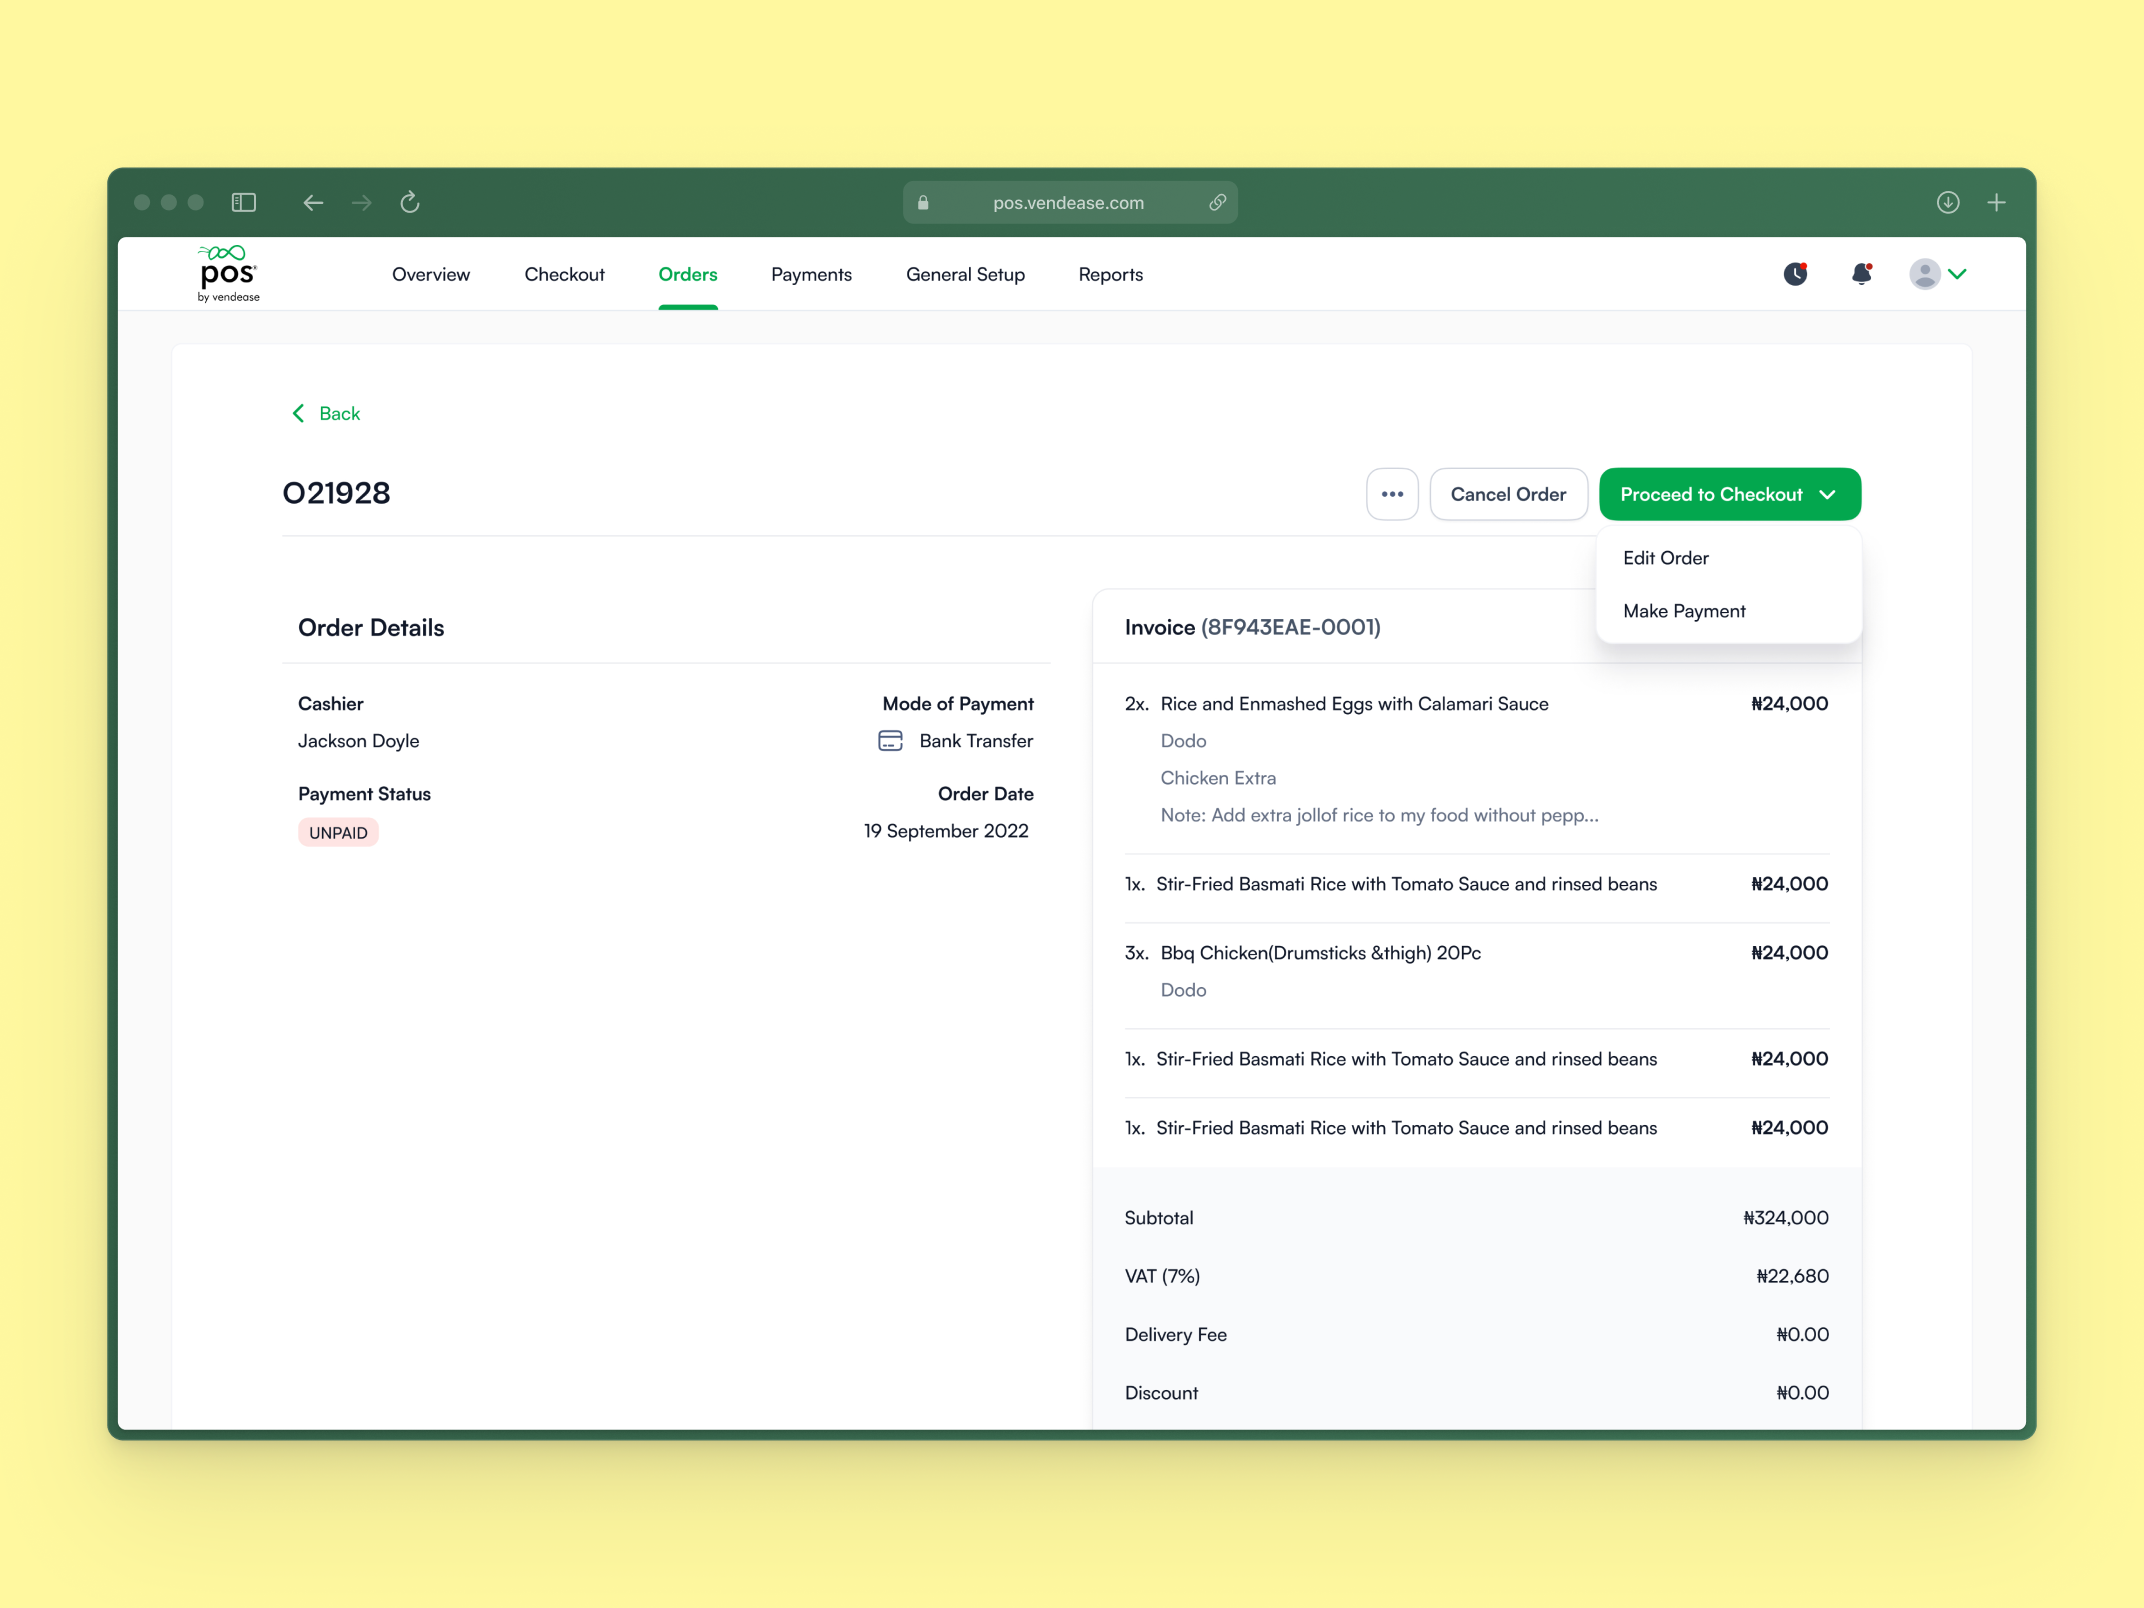 pos.vendease.com
pos
by vendease
Overview
Checkout
Orders
Payments
General Setup
Reports
Back
O21928
Cancel Order
Proceed to Checkout
Edit Order
Make Payment
Order Details
Cashier
Jackson Doyle
Mode of Payment
Bank Transfer
Payment Status
UNPAID
Order Date
19 September 2022
Invoice (8F943EAE-0001)
2x. Rice and Enmashed Eggs with Calamari Sauce ₦24,000
Dodo
Chicken Extra
Note: Add extra jollof rice to my food without pepp...
1x. Stir-Fried Basmati Rice with Tomato Sauce and rinsed beans ₦24,000
3x. Bbq Chicken(Drumsticks &thigh) 20Pc ₦24,000
Dodo
1x. Stir-Fried Basmati Rice with Tomato Sauce and rinsed beans ₦24,000
1x. Stir-Fried Basmati Rice with Tomato Sauce and rinsed beans ₦24,000
Subtotal ₦324,000
VAT (7%) ₦22,680
Delivery Fee ₦0.00
Discount ₦0.00